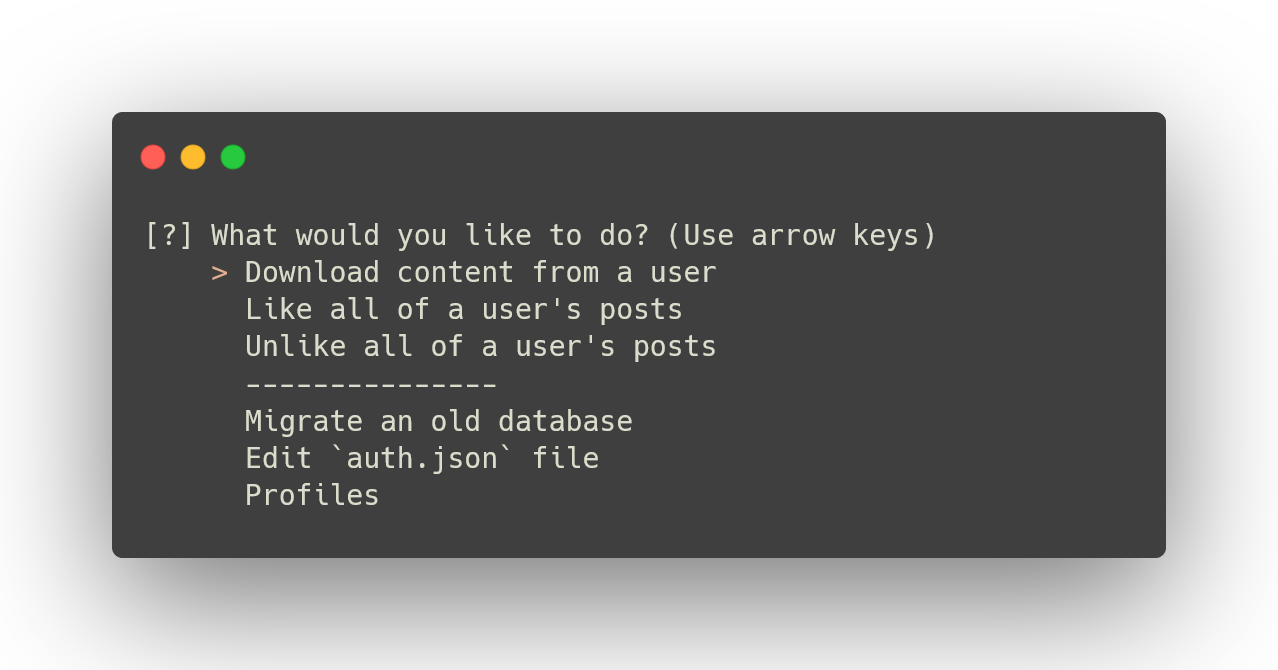 [?] What would you like to do? (Use arrow keys)
> Download content from a user
Like all of a user's posts
Unlike all of a user's posts
---------------
Migrate an old database
Edit `auth.json` file
Profiles